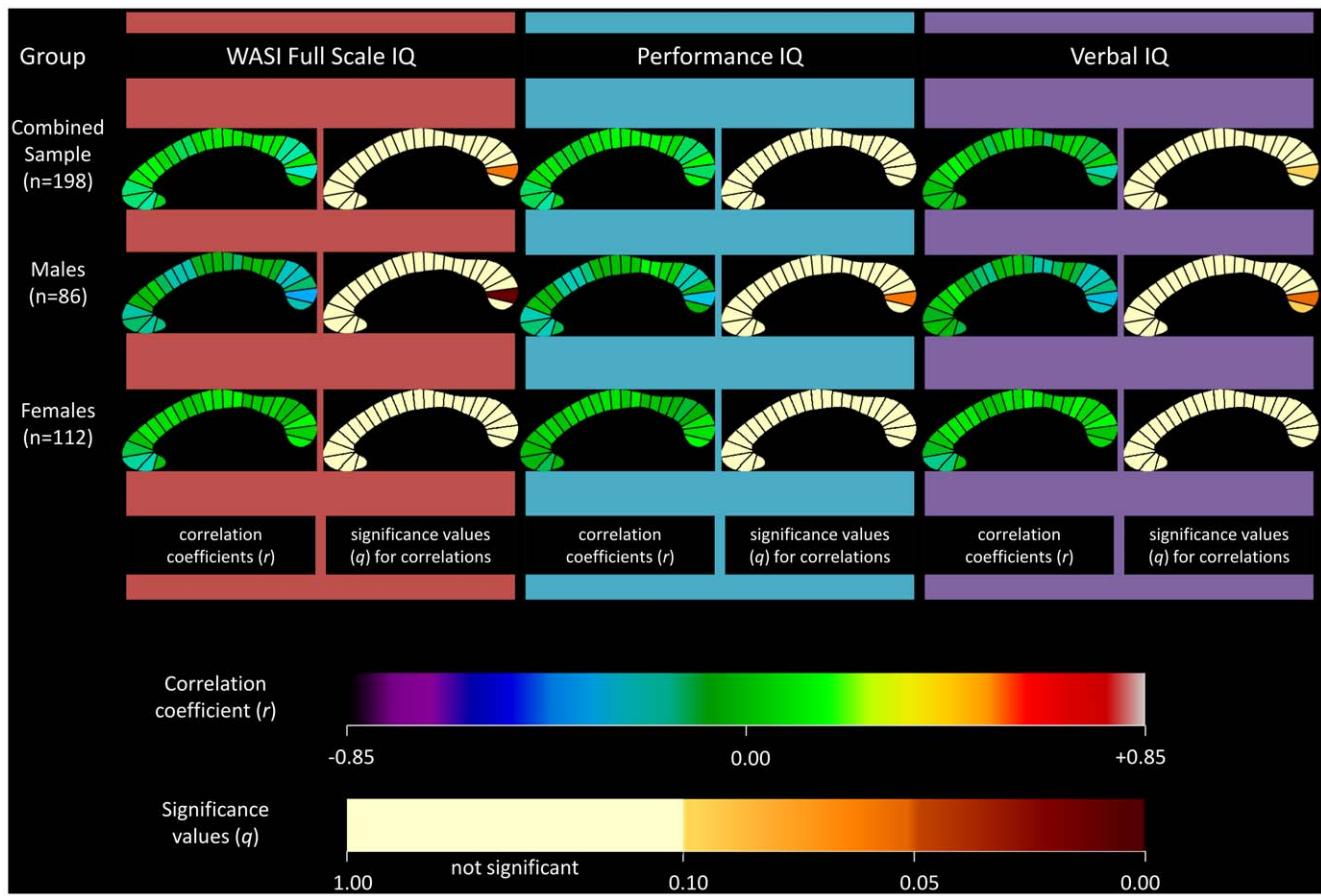 Group
WASI Full Scale IQ
Performance IQ
Verbal IQ
Combined
Sample
(n=198)
Males
(n=86)
Females
(n=112)
correlation
coefficients (r)
significance values
(q) for correlations
correlation
coefficients (r)
significance values
(q) for correlations
correlation
coefficients (r)
significance values
(q) for correlations
Correlation
coefficient (r)
-0.85
0.00
+0.85
Significance
values (q)
not significant
1.00
0.10
0.05
0.00